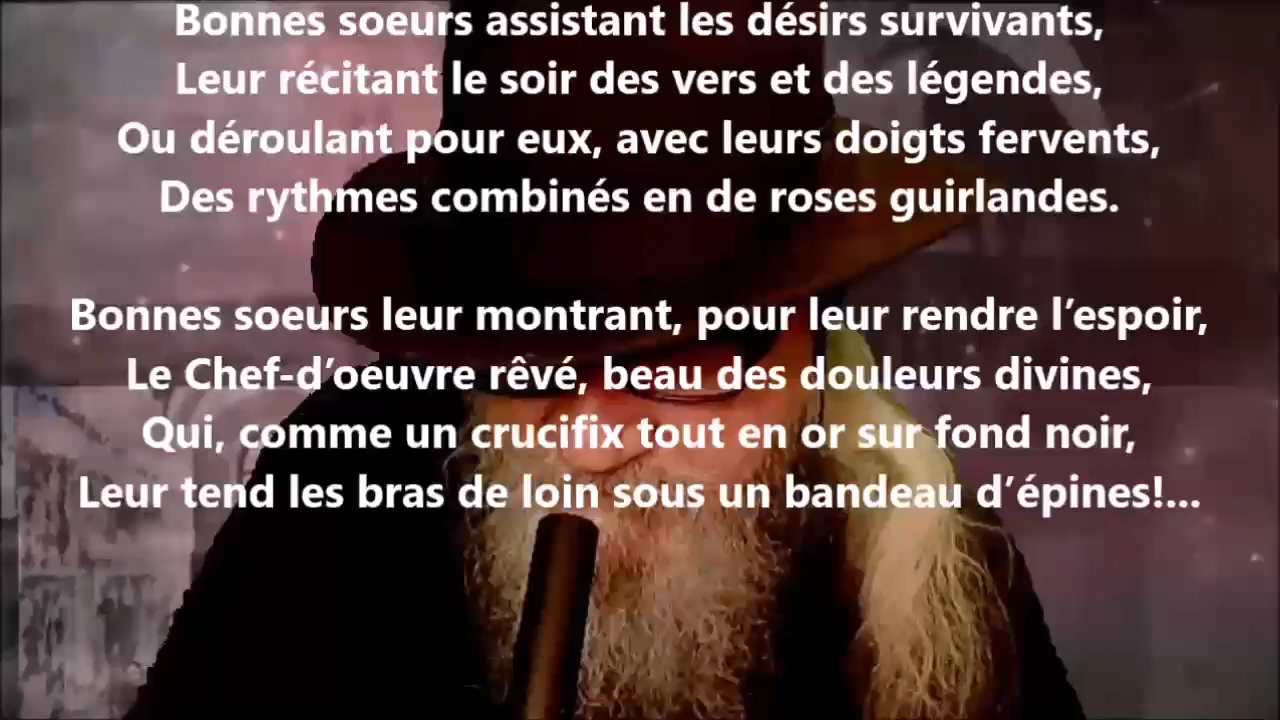 Bonnes soeurs assistant les désirs survivants,
Leur récitant le soir des vers et des légendes,
Ou déroulant pour eux, avec leurs doigts fervents,
Des rythmes combinés en de roses guirlandes.
Bonnes soeurs leur montrant, pour leur rendre l’espoir,
Le Chef-d’oeuvre rêvé, beau des douleurs divines,
Qui, comme un crucifix tout en or sur fond noir,
Leur tend les bras de loin sous un bandeau d’épines!...